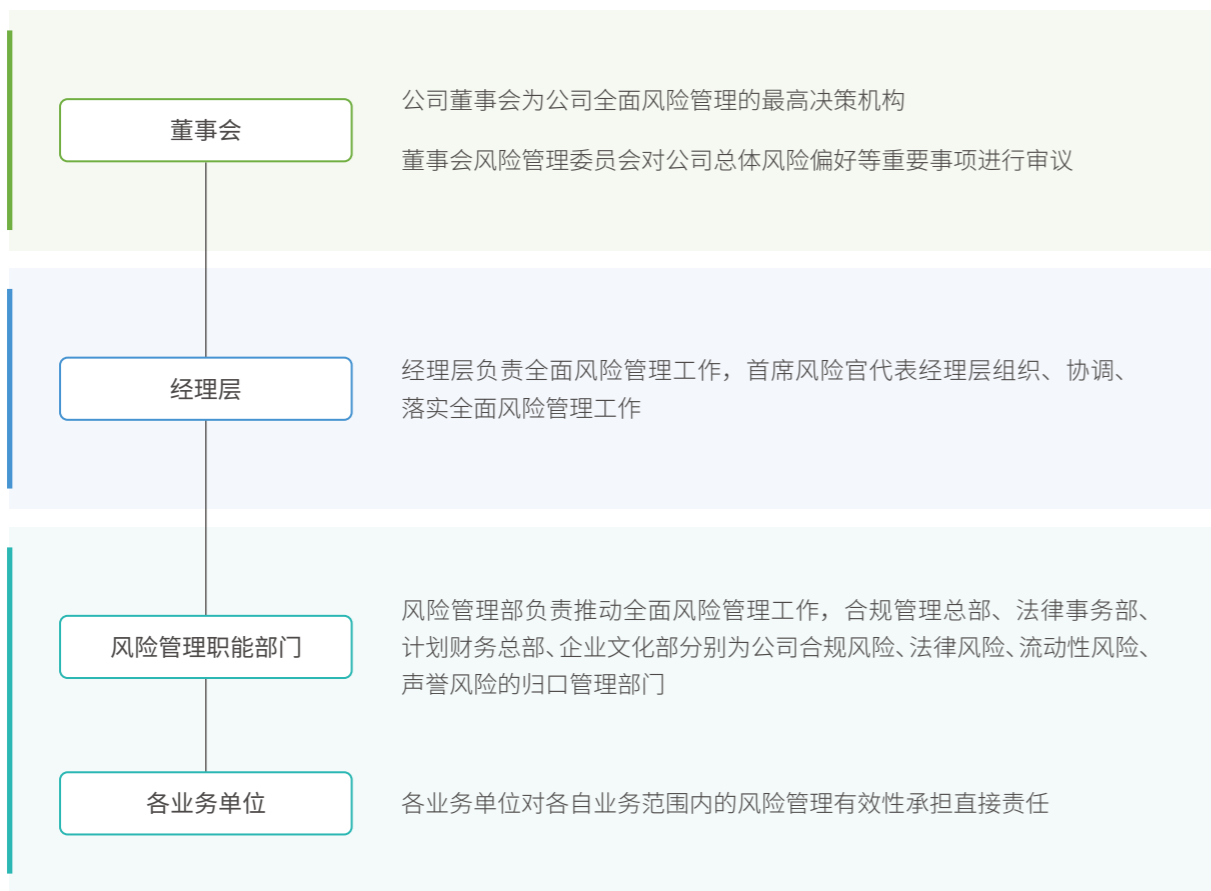 董事会
公司董事会为公司全面风险管理的最高决策机构
董事会风险管理委员会对公司总体风险偏好等重要事项进行审议
经理层
经理层负责全面风险管理工作，首席风险官代表经理层组织、协调、
落实全面风险管理工作
风险管理职能部门
风险管理部负责推动全面风险管理工作，合规管理总部、法律事务部、
计划财务总部、企业文化部分别为公司合规风险、法律风险、流动性风险、
声誉风险的归口管理部门
各业务单位
各业务单位对各自业务范围内的风险管理有效性承担直接责任